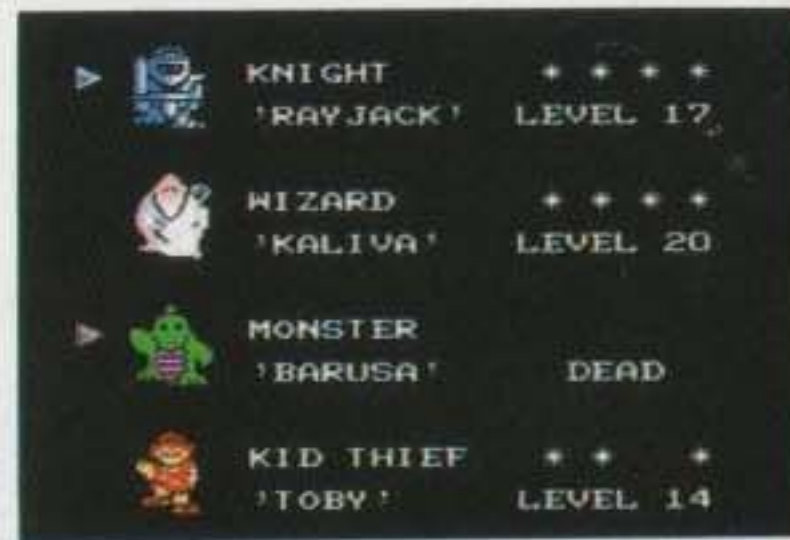 KNIGHT
'RAYJACK' LEVEL 17
WIZARD
'KALIVA' LEVEL 20
MONSTER
'BARUSA' DEAD
KID THIEF
'TOBY' LEVEL 14